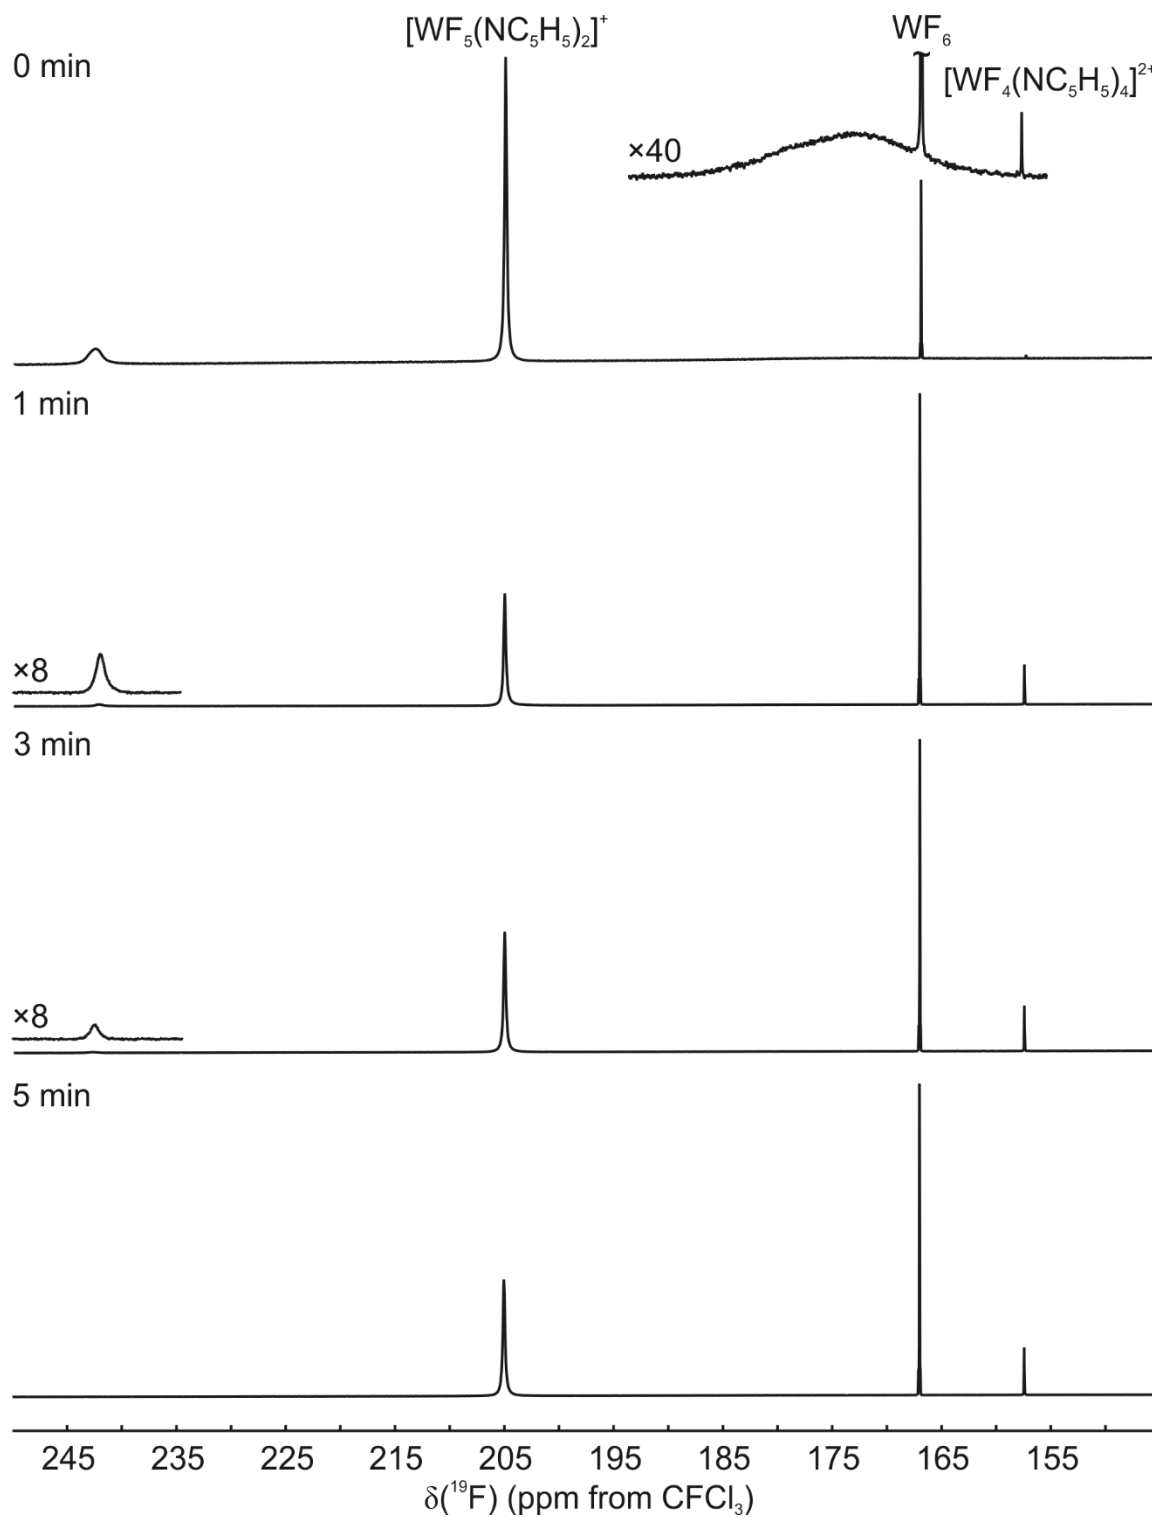 [WF₅(NC₅H₅)₂]⁺
WF₆
0 min
[WF₄(NC₅H₅)₄]²⁺
×40
1 min
×8
3 min
×8
5 min
245 235 225 215 205 195 185 175 165 155
δ(¹⁹F) (ppm from CFCl₃)